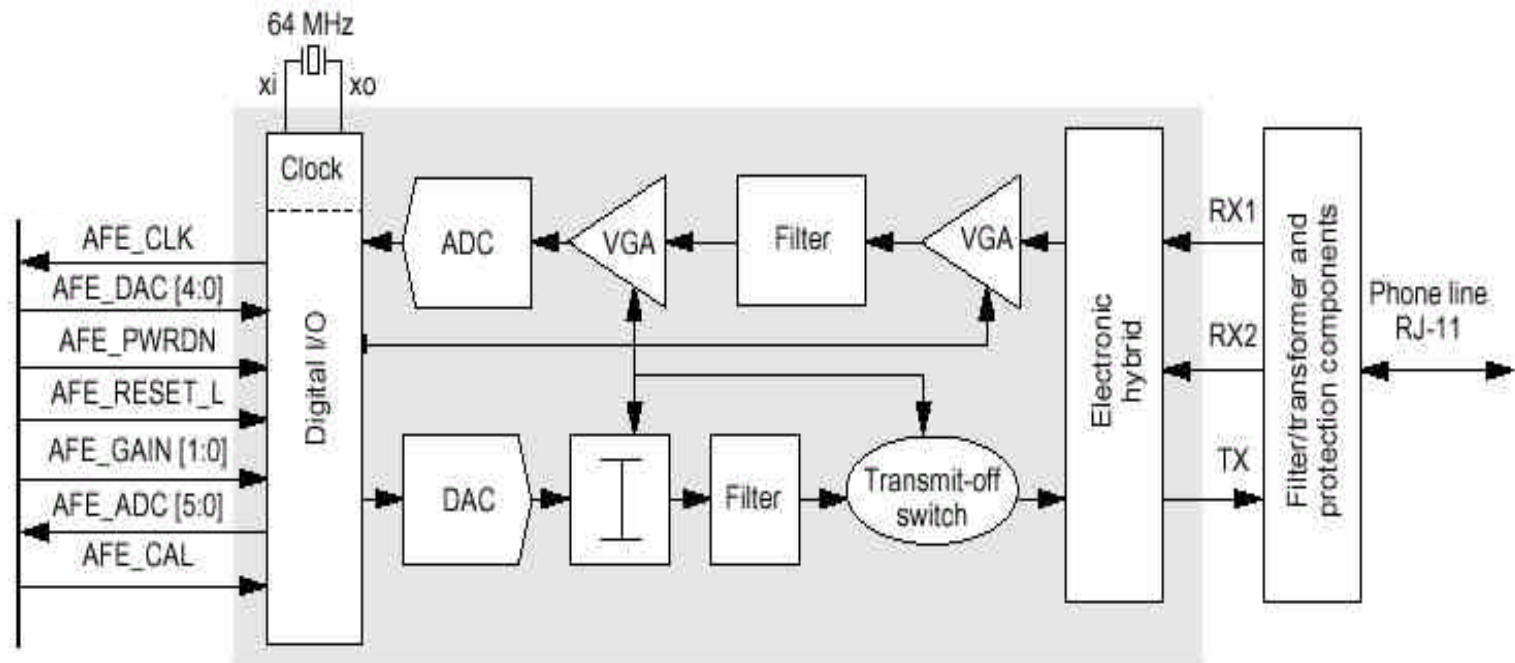 64 MHz
xi
xo
Clock
Digital I/O
AFE_CLK
AFE_DAC [4:0]
AFE_PWRDN
AFE_RESET_L
AFE_GAIN [1:0]
AFE_ADC [5:0]
AFE_CAL
ADC
VGA
Filter
VGA
DAC
Filter
Transmit-off
switch
Electronic
hybrid
RX1
RX2
TX
Filter/transformer and
protection components
Phone line
RJ-11